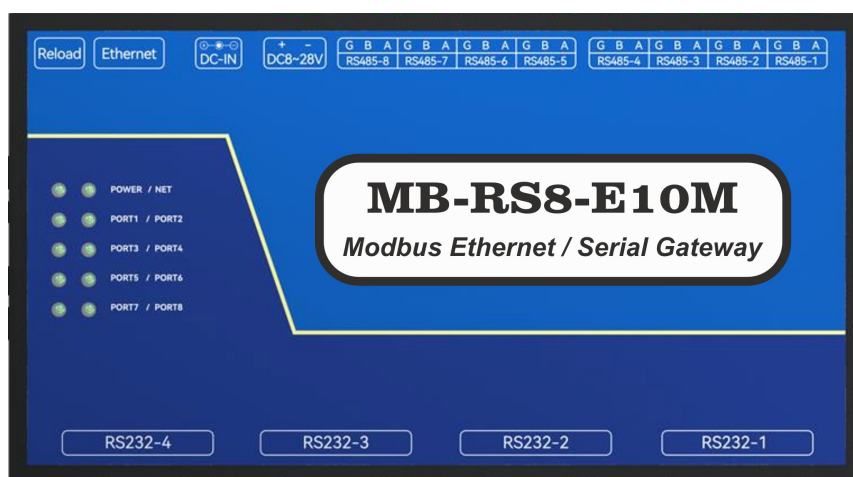 Reload Ethernet DC-IN + - DC8~28V
G B A G B A G B A G B A G B A G B A G B A G B A
RS485-8 RS485-7 RS485-6 RS485-5 RS485-4 RS485-3 RS485-2 RS485-1
POWER / NET
PORT1 / PORT2
PORT3 / PORT4
PORT5 / PORT6
PORT7 / PORT8
MB-RS8-E10M
Modbus Ethernet / Serial Gateway
RS232-4 RS232-3 RS232-2 RS232-1